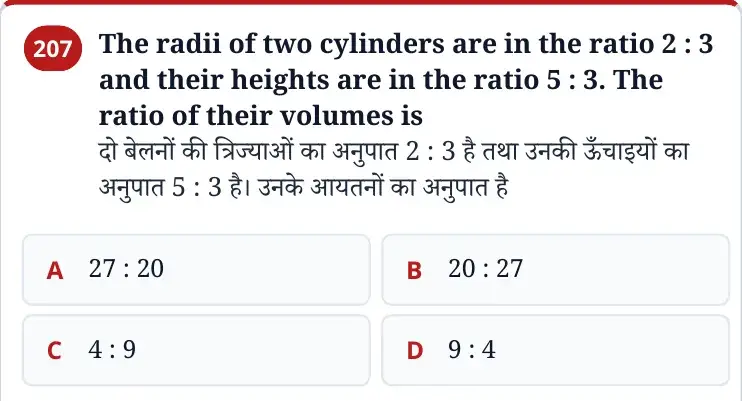 207 The radii of two cylinders are in the ratio 2 : 3
and their heights are in the ratio 5 : 3. The
ratio of their volumes is
दो बेलनों की त्रिज्याओं का अनुपात 2 : 3 है तथा उनकी ऊँचाइयों का
अनुपात 5 : 3 है। उनके आयतनों का अनुपात है
A 27 : 20
B 20 : 27
C 4 : 9
D 9 : 4